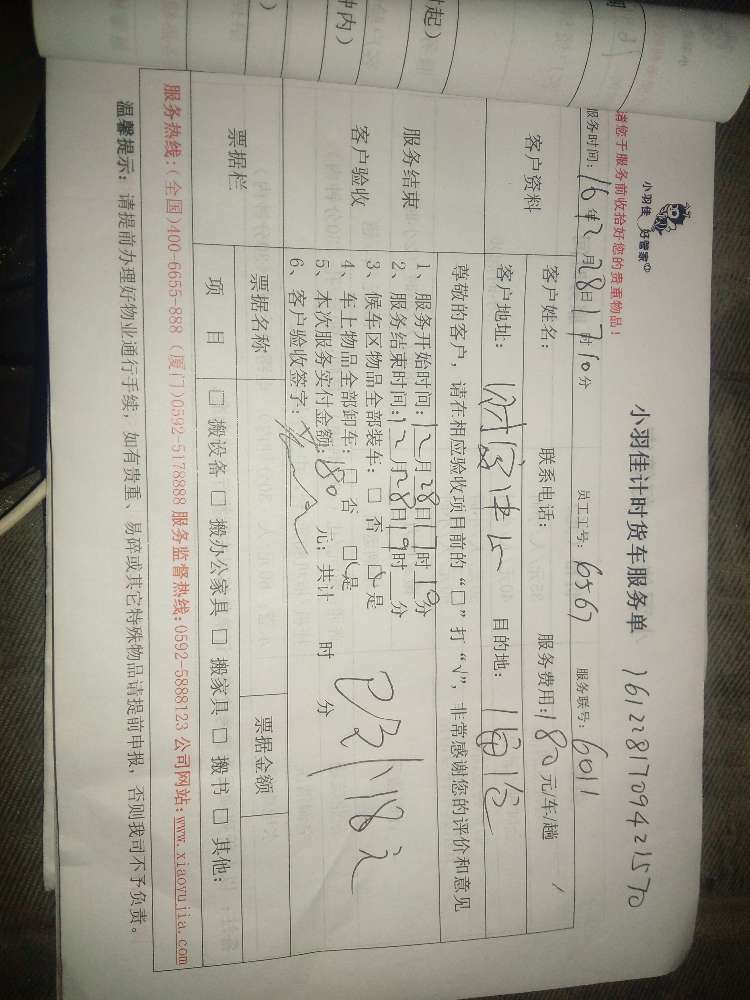 小羽佳 好管家
小羽佳计时货车服务单 1612281709421570
请您于服务前收拾好您的贵重物品！
服务时间：16年12月28日17时10分 员工工号：6567 服务联号：6011
客户资料
客户姓名： 联系电话： 服务费用：180元/车/趟
客户地址： 目的地：
尊敬的客户，请在相应验收项目前的“□”打“√”，非常感谢您的评价和意见
服务结束
客户验收
1、服务开始时间：12月28日17时10分
2、服务结束时间：12月28日19时 分
3、候车区物品全部装车：□ 否 □ 是
4、车上物品全部卸车：□ 否 □ 是
5、本次服务实付金额：180 元；共计 时 分
6、客户验收签字：
票据栏
票据名称 票据金额
项 目 □ 搬设备 □ 搬办公家具 □ 搬家具 □ 搬书 □ 其他：
服务热线：(全国)400-6655-888 (厦门)0592-5178888 服务监督热线：0592-5888123 公司网站：www.xiaoyujia.com
温馨提示：请提前办理好物业通行手续，如有贵重、易碎或其它特殊物品请提前申报，否则我司不予负责。